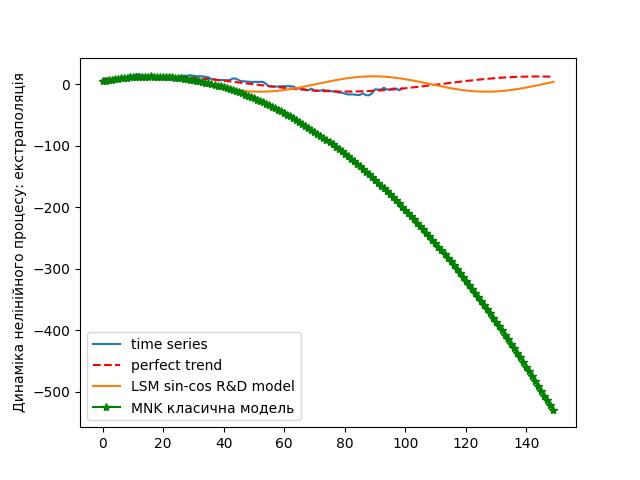 Динаміка нелінійного процесу: екстраполяція
0
−100
−200
−300
−400
−500
time series
perfect trend
LSM sin-cos R&D model
MNK класична модель
0 20 40 60 80 100 120 140